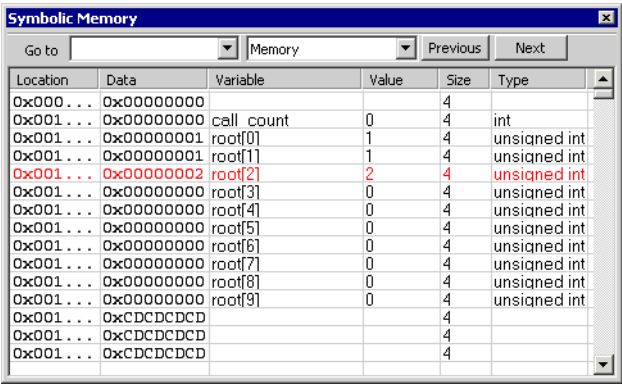 Symbolic Memory
Go to Memory Previous Next
Location Data Variable Value Size Type
0x000... 0x00000000 4
0x001... 0x00000000 call_count 0 4 int
0x001... 0x00000001 root[0] 1 4 unsigned int
0x001... 0x00000001 root[1] 1 4 unsigned int
0x001... 0x00000002 root[2] 2 4 unsigned int
0x001... 0x00000000 root[3] 0 4 unsigned int
0x001... 0x00000000 root[4] 0 4 unsigned int
0x001... 0x00000000 root[5] 0 4 unsigned int
0x001... 0x00000000 root[6] 0 4 unsigned int
0x001... 0x00000000 root[7] 0 4 unsigned int
0x001... 0x00000000 root[8] 0 4 unsigned int
0x001... 0x00000000 root[9] 0 4 unsigned int
0x001... 0xCDCDCDCD 4
0x001... 0xCDCDCDCD 4
0x001... 0xCDCDCDCD 4